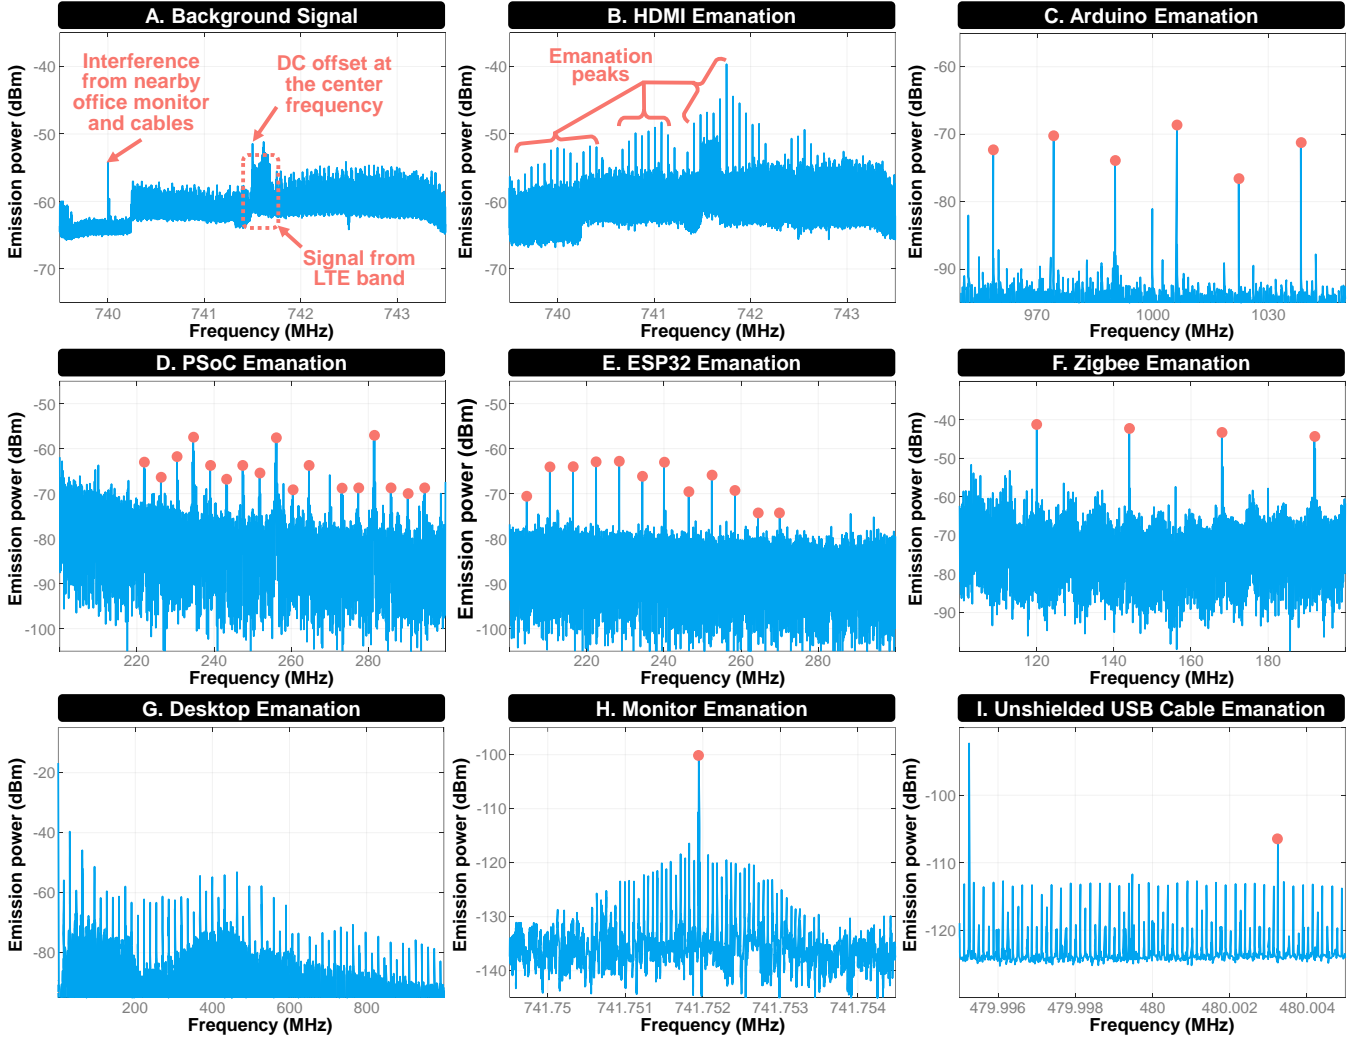 A. Background Signal
Emission power (dBm)
-40
-50
-60
-70
Interference
from nearby
office monitor
and cables
DC offset at
the center
frequency
Signal from
LTE band
740
741
742
743
Frequency (MHz)
B. HDMI Emanation
Emission power (dBm)
-40
-50
-60
-70
Emanation
peaks
740
741
742
743
Frequency (MHz)
C. Arduino Emanation
Emission power (dBm)
-60
-70
-80
-90
970
1000
1030
Frequency (MHz)
D. PSoC Emanation
Emission power (dBm)
-50
-60
-70
-80
-90
-100
220
240
260
280
Frequency (MHz)
E. ESP32 Emanation
Emission power (dBm)
-50
-60
-70
-80
-90
-100
220
240
260
280
Frequency (MHz)
F. Zigbee Emanation
Emission power (dBm)
-40
-50
-60
-70
-80
-90
120
140
160
180
Frequency (MHz)
G. Desktop Emanation
Emission power (dBm)
-20
-40
-60
-80
200
400
600
800
Frequency (MHz)
H. Monitor Emanation
Emission power (dBm)
-100
-110
-120
-130
-140
741.75
741.751
741.752
741.753
741.754
Frequency (MHz)
I. Unshielded USB Cable Emanation
Emission power (dBm)
-100
-110
-120
479.996
479.998
480
480.002
480.004
Frequency (MHz)